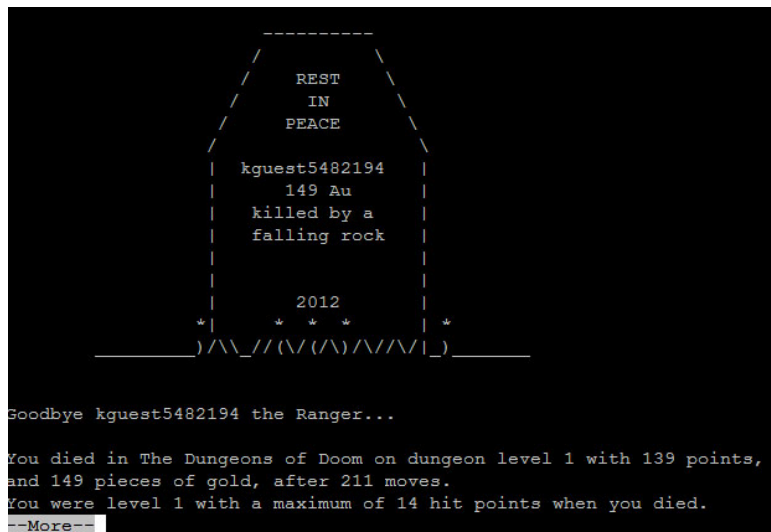 REST
IN
PEACE
kguest5482194
149 Au
killed by a
falling rock
2012
Goodbye kguest5482194 the Ranger...
You died in The Dungeons of Doom on dungeon level 1 with 139 points,
and 149 pieces of gold, after 211 moves.
You were level 1 with a maximum of 14 hit points when you died.
--More--